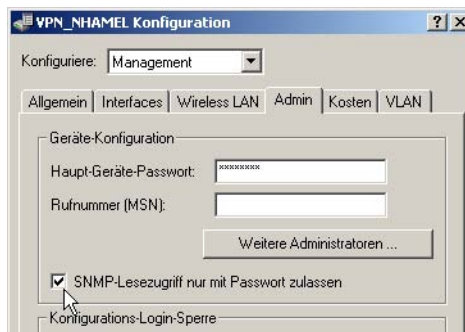 VPN_NHAMEL Konfiguration
Konfiguriere: Management
Allgemein Interfaces Wireless LAN Admin Kosten VLAN
Geräte-Konfiguration
Haupt-Geräte-Passwort: ********
Rufnummer (MSN):
Weitere Administratoren ...
SNMP-Lesezugriff nur mit Passwort zulassen
Konfigurations-Login-Sperre